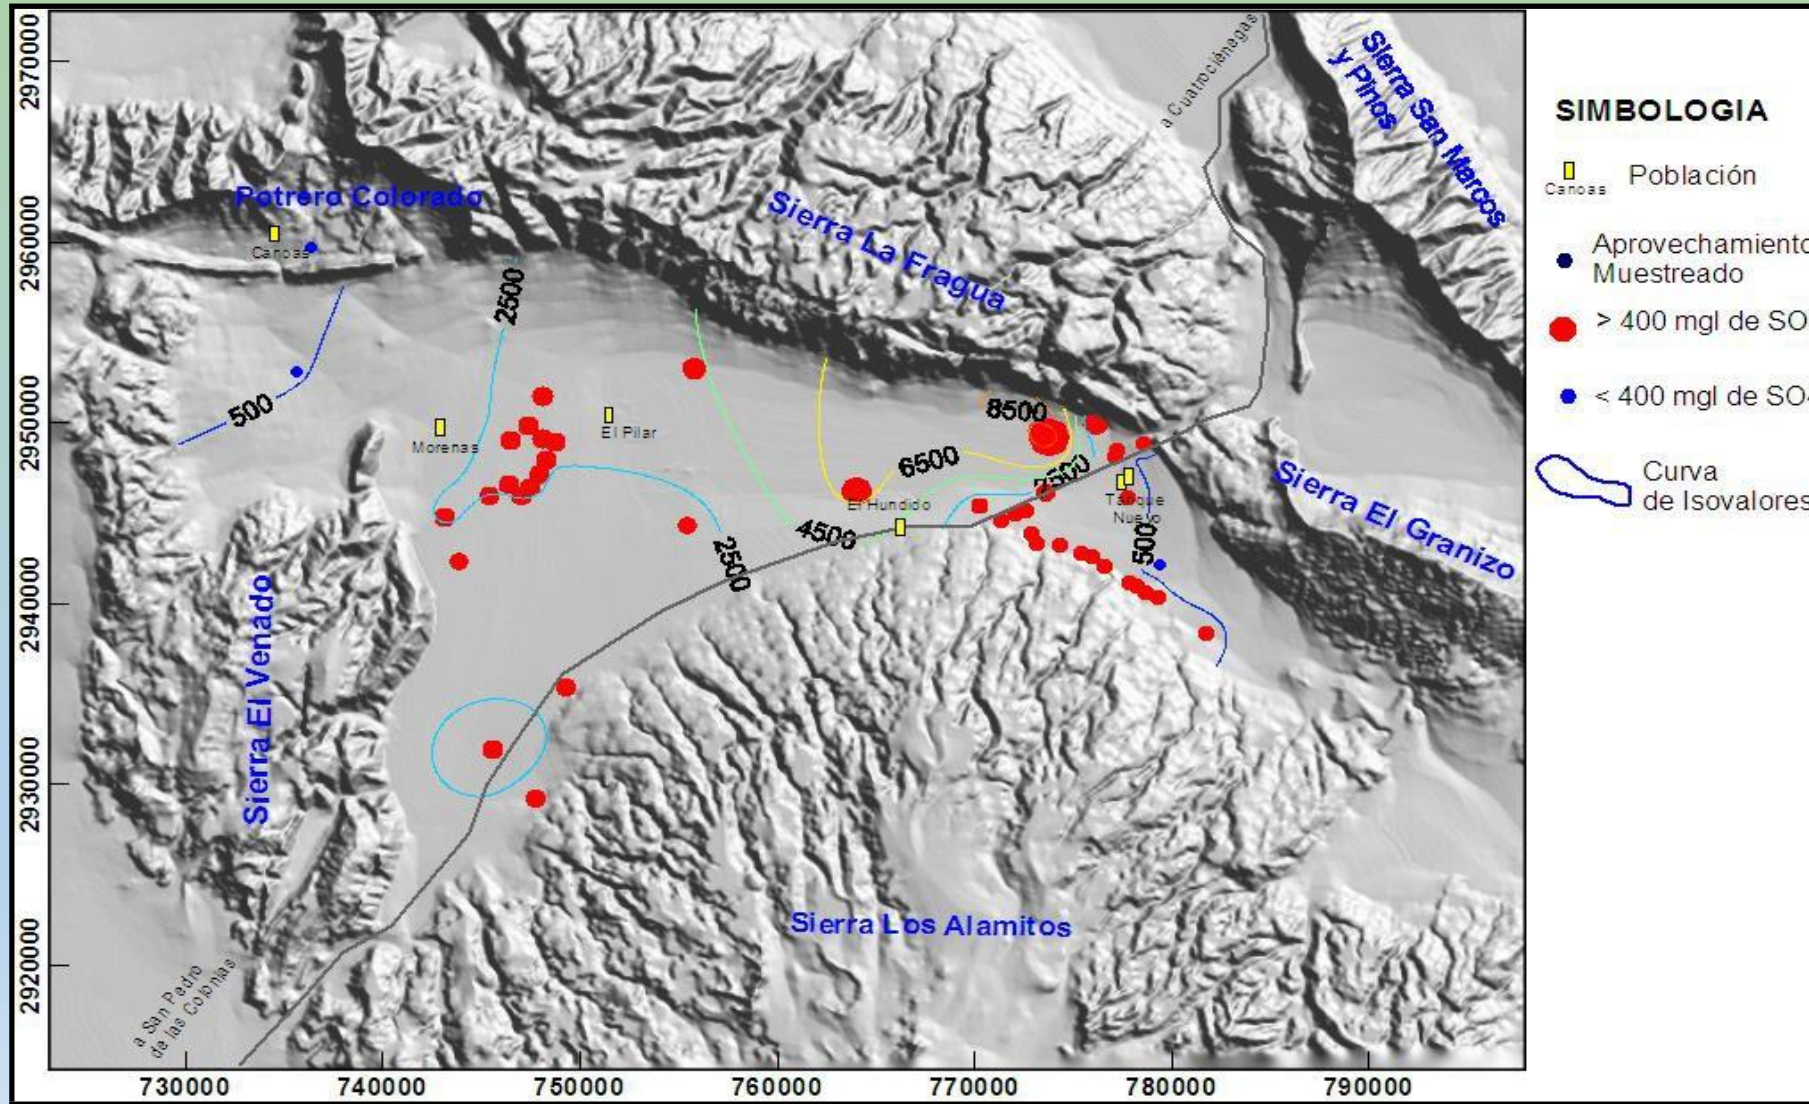 2970000
2960000
2950000
2940000
2930000
2920000
730000
740000
750000
760000
770000
780000
790000
a Cuatrociénegas
Sierra San Marcos
y Pinos
Potrero Colorado
Canoas
Sierra La Fragua
2500
500
Morenas
El Pilar
8500
6500
2500
El Hundido
4500
2500
Tanque
Nuevo
500
Sierra El Granizo
Sierra El Venado
Sierra Los Alamitos
a San Pedro
de las Colonias
SIMBOLOGIA
Canoas
Población
Aprovechamiento
Muestreado
> 400 mgl de SO
< 400 mgl de SO
Curva
de Isovalores